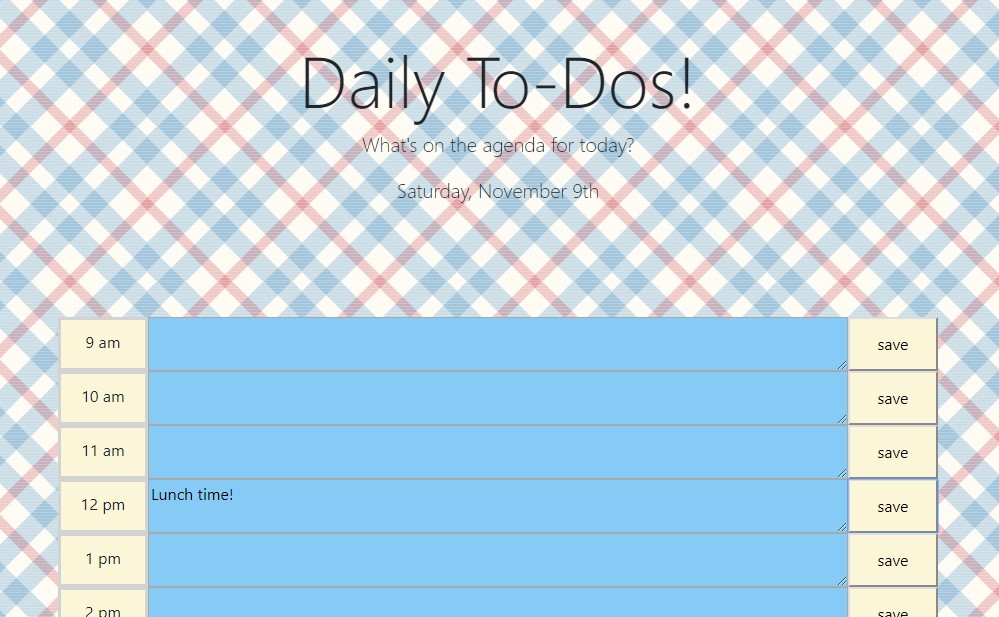 Daily To-Dos!
What's on the agenda for today?
Saturday, November 9th
9 am save
10 am save
11 am save
12 pm Lunch time! save
1 pm save
2 pm save